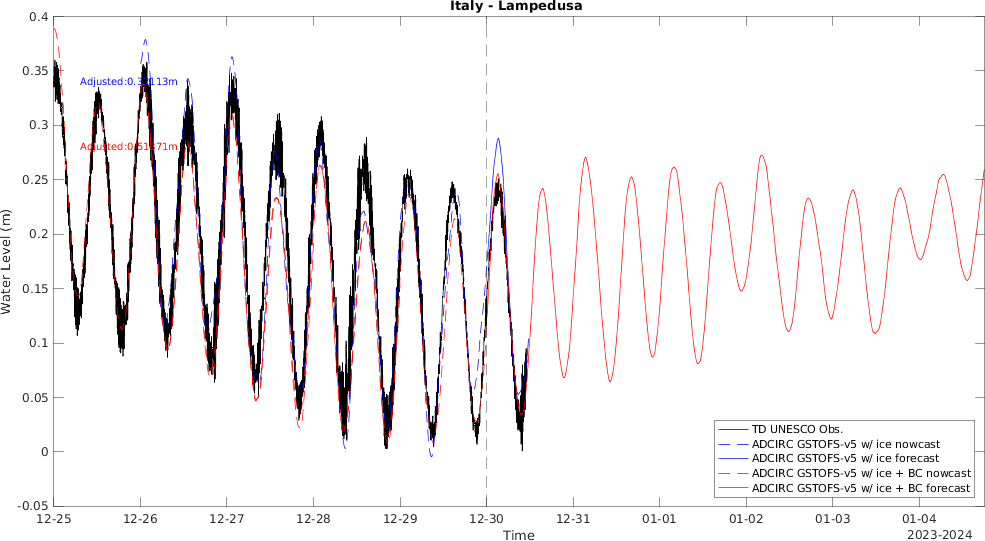 Italy - Lampedusa
0.4
0.35
0.3
0.25
0.2
0.15
0.1
0.05
0
-0.05
Water Level (m)
Adjusted:
Adjusted:
TD UNESCO Obs.
ADCIRC GSTOFS-v5 w/ ice nowcast
ADCIRC GSTOFS-v5 w/ ice forecast
ADCIRC GSTOFS-v5 w/ ice + BC nowcast
ADCIRC GSTOFS-v5 w/ ice + BC forecast
12-25 12-26 12-27 12-28 12-29 12-30 12-31 01-01 01-02 01-03 01-04
Time
2023-2024